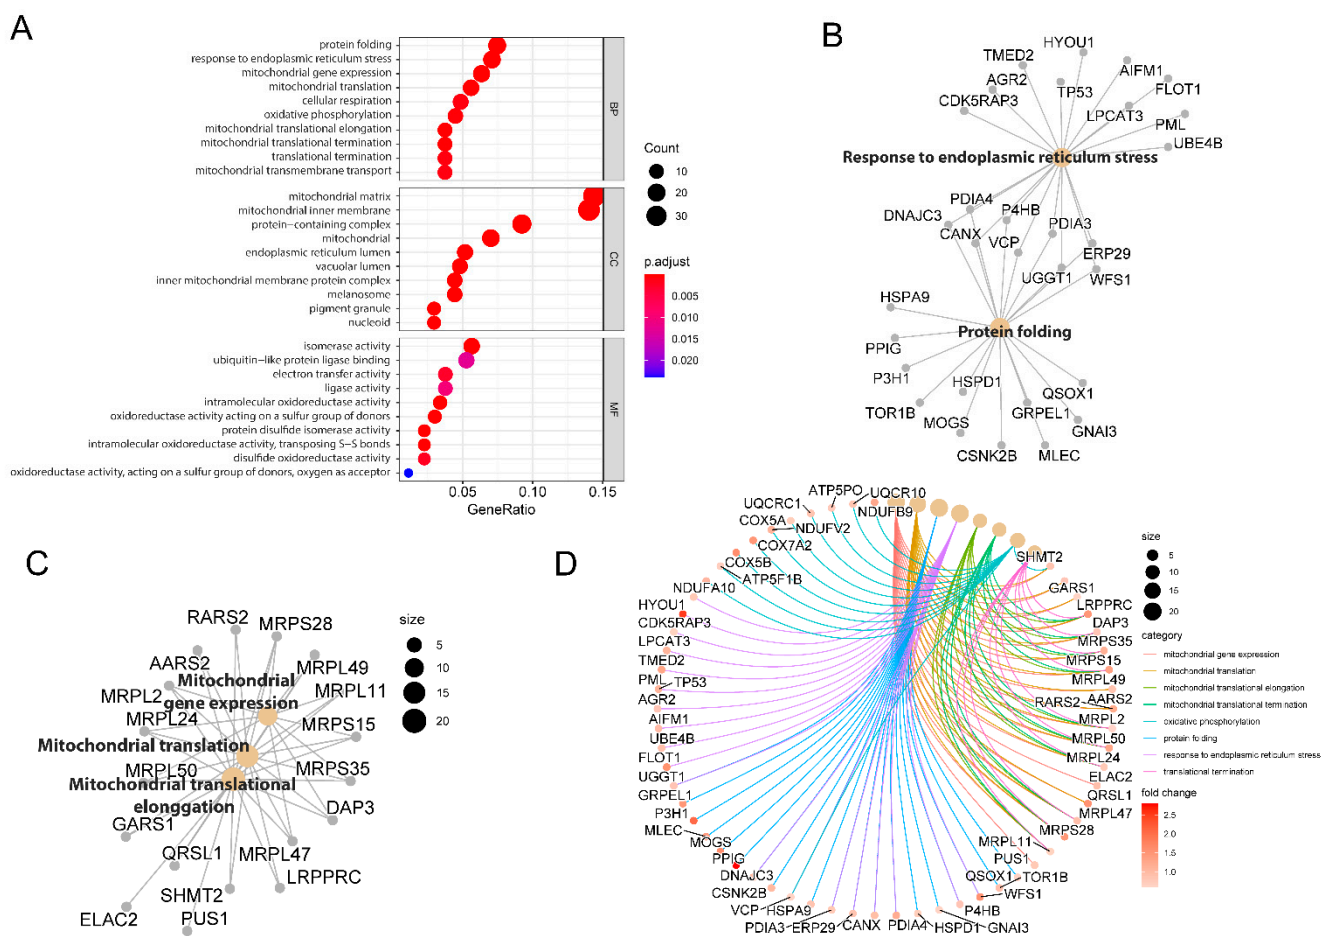 A
protein folding
response to endoplasmic reticulum stress
mitochondrial gene expression
mitochondrial translation
cellular respiration
oxidative phosphorylation
mitochondrial translational elongation
mitochondrial translational termination
translational termination
mitochondrial transmembrane transport
BP
mitochondrial matrix
mitochondrial inner membrane
protein−containing complex
mitochondrial
endoplasmic reticulum lumen
vacuolar lumen
inner mitochondrial membrane protein complex
melanosome
pigment granule
nucleoid
CC
isomerase activity
ubiquitin−like protein ligase binding
electron transfer activity
ligase activity
intramolecular oxidoreductase activity
oxidoreductase activity acting on a sulfur group of donors
protein disulfide isomerase activity
intramolecular oxidoreductase activity, transposing S−S bonds
disulfide oxidoreductase activity
oxidoreductase activity, acting on a sulfur group of donors, oxygen as acceptor
MF
0.05 0.10 0.15
GeneRatio
Count
10
20
30
p.adjust
0.005
0.010
0.015
0.020
B
HYOU1
TMED2
AIFM1
AGR2
TP53
FLOT1
CDK5RAP3
LPCAT3
PML
UBE4B
Response to endoplasmic reticulum stress
PDIA4
DNAJC3
P4HB
PDIA3
CANX
VCP
ERP29
UGGT1
WFS1
HSPA9
Protein folding
PPIG
P3H1
HSPD1
QSOX1
TOR1B
MOGS
GRPEL1
GNAI3
CSNK2B
MLEC
C
RARS2
MRPS28
AARS2
MRPL49
Mitochondrial
gene expression
MRPL2
MRPL11
MRPL24
MRPS15
Mitochondrial translation
MRPL50
MRPS35
Mitochondrial translational
elonggation
DAP3
GARS1
QRSL1
MRPL47
LRPPRC
SHMT2
ELAC2
PUS1
size
5
10
15
20
D
ATP5PO
UQCR10
UQCRC1
NDUFB9
COX5A
NDUFV2
COX7A2
COX5B
ATP5F1B
NDUFA10
HYOU1
CDK5RAP3
LPCAT3
TMED2
PML
TP53
AGR2
AIFM1
UBE4B
FLOT1
UGGT1
GRPEL1
P3H1
MLEC
MOGS
PPIG
DNAJC3
CSNK2B
VCP
HSPA9
PDIA3
ERP29
CANX
PDIA4
HSPD1
GNAI3
P4HB
WFS1
TOR1B
QSOX1
PUS1
MRPL11
MRPS28
MRPL47
QRSL1
ELAC2
MRPL24
MRPL50
MRPL2
AARS2
RARS2
MRPL49
MRPS15
MRPS35
DAP3
LRPPRC
GARS1
SHMT2
size
5
10
15
20
category
mitochondrial gene expression
mitochondrial translation
mitochondrial translational elongation
mitochondrial translational termination
oxidative phosphorylation
protein folding
response to endoplasmic reticulum stress
translational termination
fold change
2.5
2.0
1.5
1.0